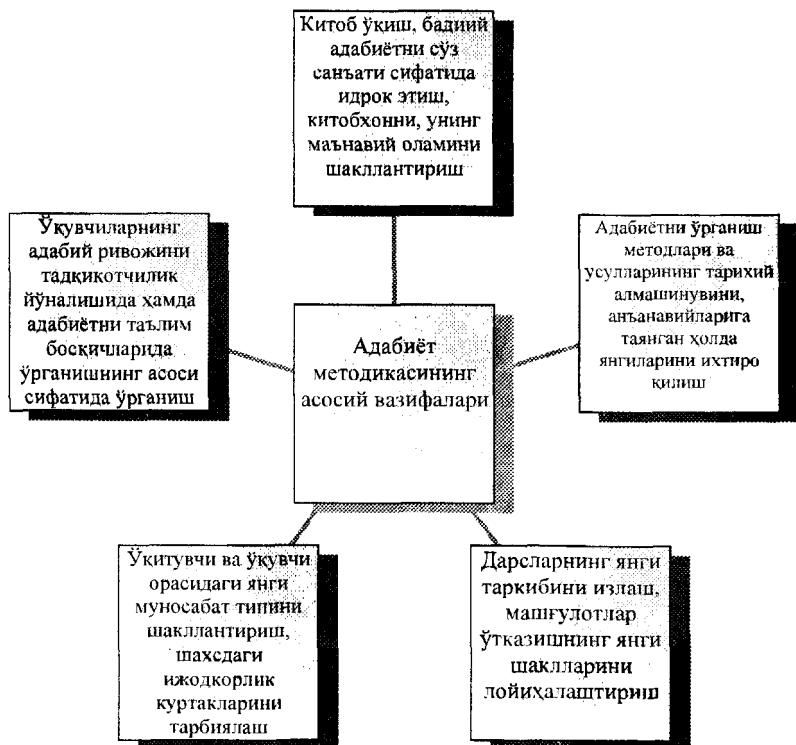 Китоб ўқиш, бадиий
адабиётни сўз
санъати сифатида
идрок этиш,
китобхонни, унинг
маънавий оламини
шакллантириш
Ўқувчиларнинг
адабий ривожини
тадқикотчилик
йўналишида ҳамда
адабиётни таълим
босқичларида
ўрганишнинг асоси
сифатида ўрганиш
Адабиётни ўрганиш
методлари ва
усулларининг тарихий
алмашинувини,
анъанавийларига
таянган ҳолда
янгиларини ихтиро
қилиш
Адабиёт
методикасининг
асосий вазифалари
Ўқитувчи ва ўқувчи
орасидаги янги
муносабат типини
шакллантириш,
шахсдаги
ижодкорлик
куртакларини
тарбиялаш
Дарсларнинг янги
таркибини излаш,
машғулотлар
ўтказишнинг янги
шаклларини
лойиҳалаштириш